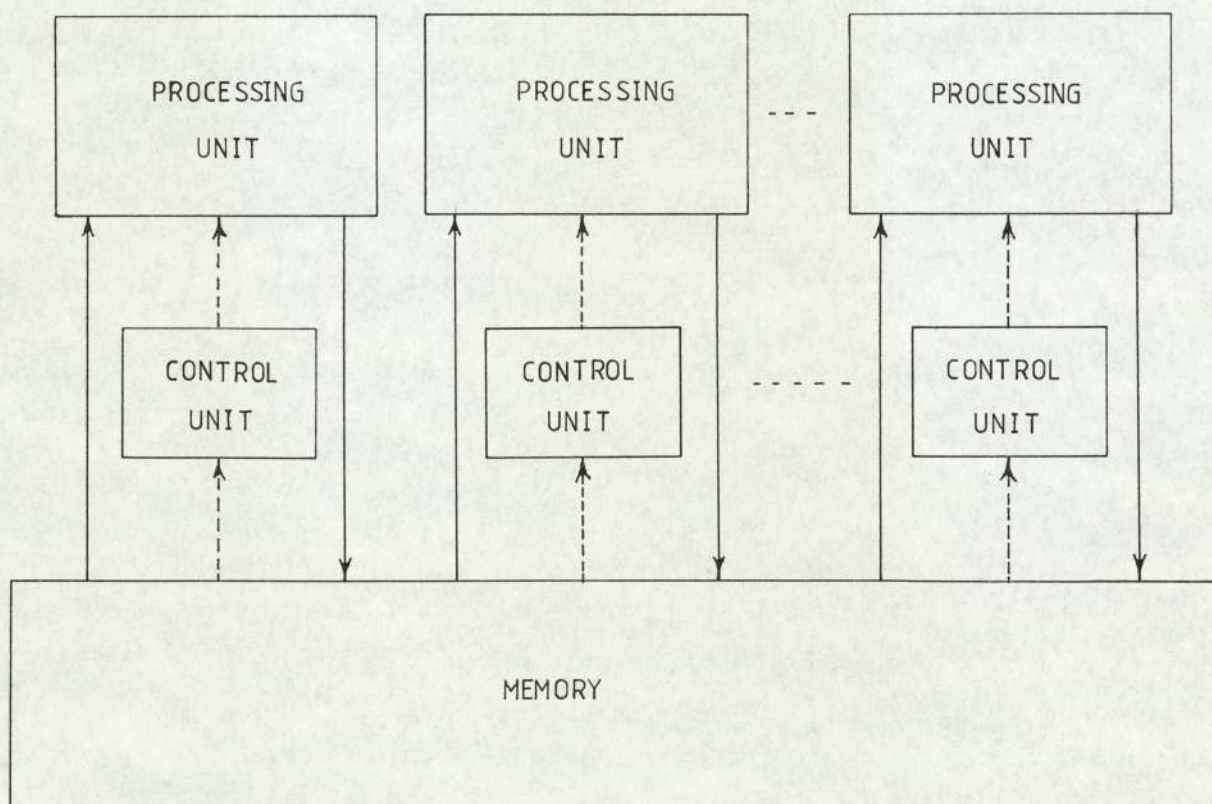 PROCESSING
UNIT
PROCESSING
UNIT
PROCESSING
UNIT
CONTROL
UNIT
CONTROL
UNIT
CONTROL
UNIT
MEMORY